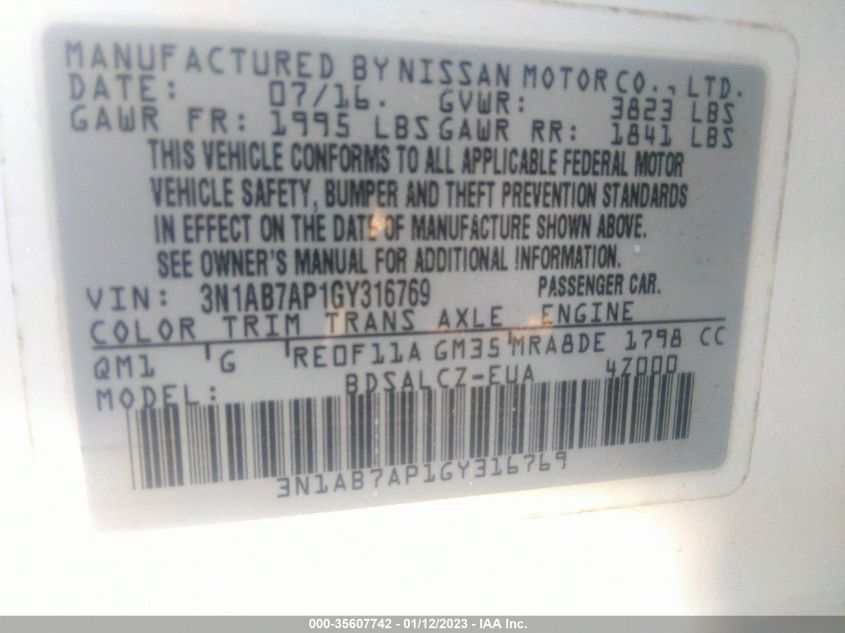 MANUFACTURED BY NISSAN MOTOR CO., LTD.
DATE: 07/16. GVWR: 3823 LBS
GAWR FR: 1995 LBS GAWR RR: 1841 LBS
THIS VEHICLE CONFORMS TO ALL APPLICABLE FEDERAL MOTOR
VEHICLE SAFETY, BUMPER AND THEFT PREVENTION STANDARDS
IN EFFECT ON THE DATE OF MANUFACTURE SHOWN ABOVE.
SEE OWNER'S MANUAL FOR ADDITIONAL INFORMATION.
VIN: 3N1AB7AP1GY316769 PASSENGER CAR.
COLOR TRIM TRANS AXLE ENGINE
QM1 G RE0F11A GM35 MRA8DE 1798 CC
MODEL: BDSALCZ-EUA 4Z000
3N1AB7AP1GY316769
000-35607742 - 01/12/2023 - IAA Inc.